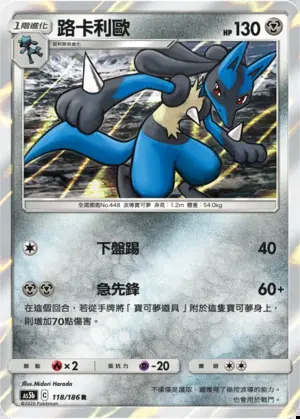 1階進化
路卡利歐
HP 130
從利歐路進化
全國圖鑑No.448 波導寶可夢 身高:1.2m 體重:54.0kg
下盤踢 40
急先鋒 60+
在這個回合,若從手牌將「寶可夢道具」附於這隻寶可夢身上,
則增加70點傷害。
弱點 ×2 抵抗力 -20 撤退
Illus.Midori Harada
AS5b C 118/186 R
©2020 Pokémon